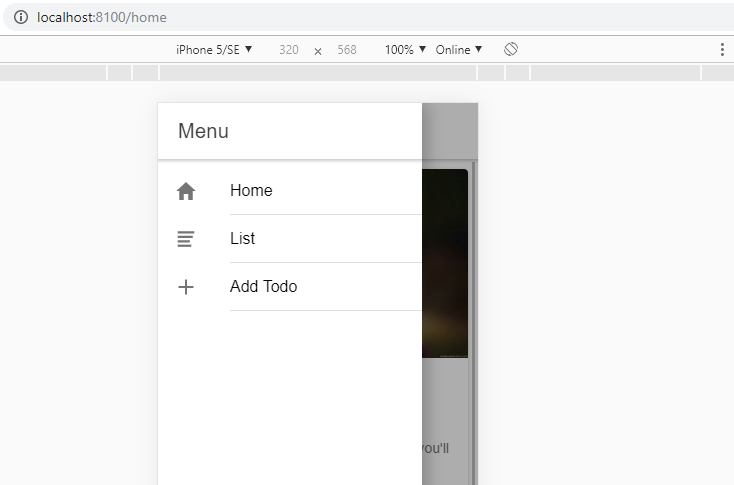 localhost:8100/home
iPhone 5/SE ▼ 320 × 568 100% ▼ Online ▼
Menu
Home
List
Add Todo
you'll